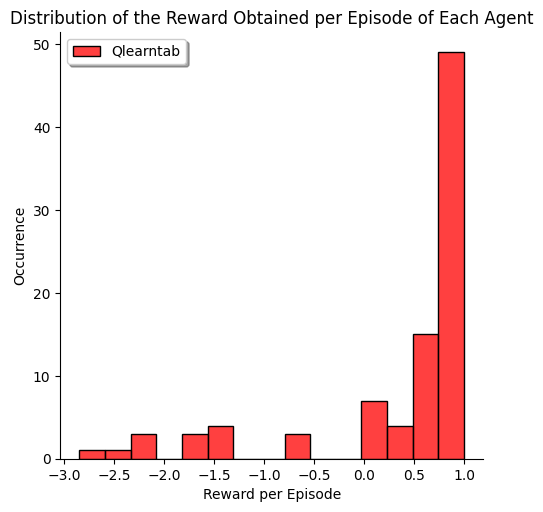 Distribution of the Reward Obtained per Episode of Each Agent
Qlearntab
50
40
30
20
10
0
Occurrence
−3.0 −2.5 −2.0 −1.5 −1.0 −0.5 0.0 0.5 1.0
Reward per Episode